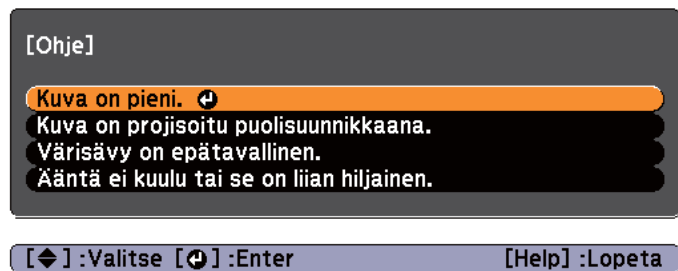 [Ohje]
Kuva on pieni.
Kuva on projisoitu puolisuunnikkaana.
Värisävy on epätavallinen.
Ääntä ei kuulu tai se on liian hiljainen.
[◆] :Valitse [⏎] :Enter [Help] :Lopeta